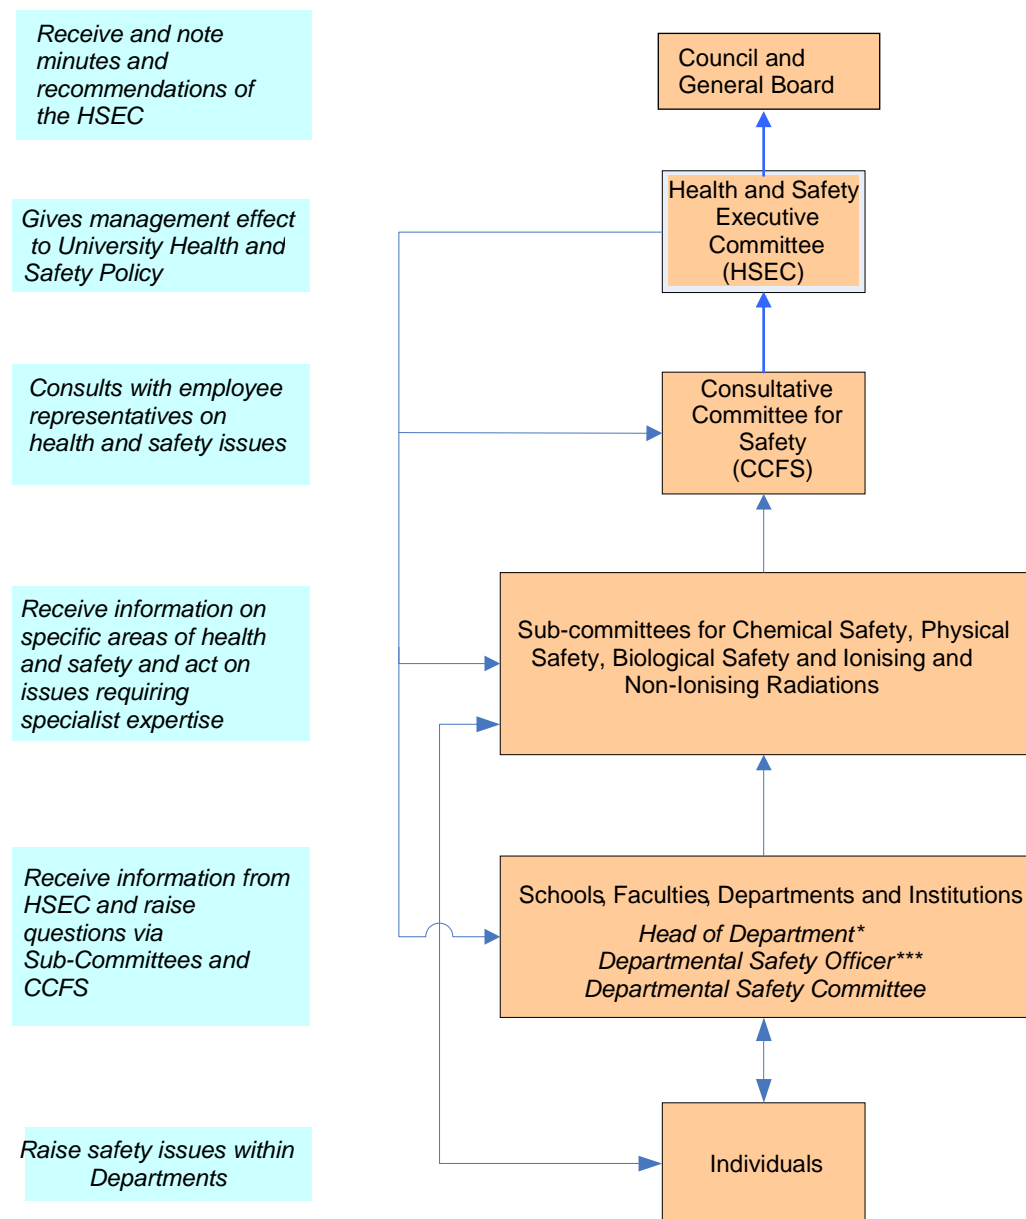 Receive and note
minutes and
recommendations of
the HSEC
Council and
General Board
Gives management effect
to University Health and
Safety Policy
Health and Safety
Executive
Committee
(HSEC)
Consults with employee
representatives on
health and safety issues
Consultative
Committee for
Safety
(CCFS)
Receive information on
specific areas of health
and safety and act on
issues requiring
specialist expertise
Sub-committees for Chemical Safety, Physical
Safety, Biological Safety and Ionising and
Non-Ionising Radiations
Receive information from
HSEC and raise
questions via
Sub-Committees and
CCFS
Schools, Faculties, Departments and Institutions
Head of Department*
Departmental Safety Officer***
Departmental Safety Committee
Raise safety issues within
Departments
Individuals